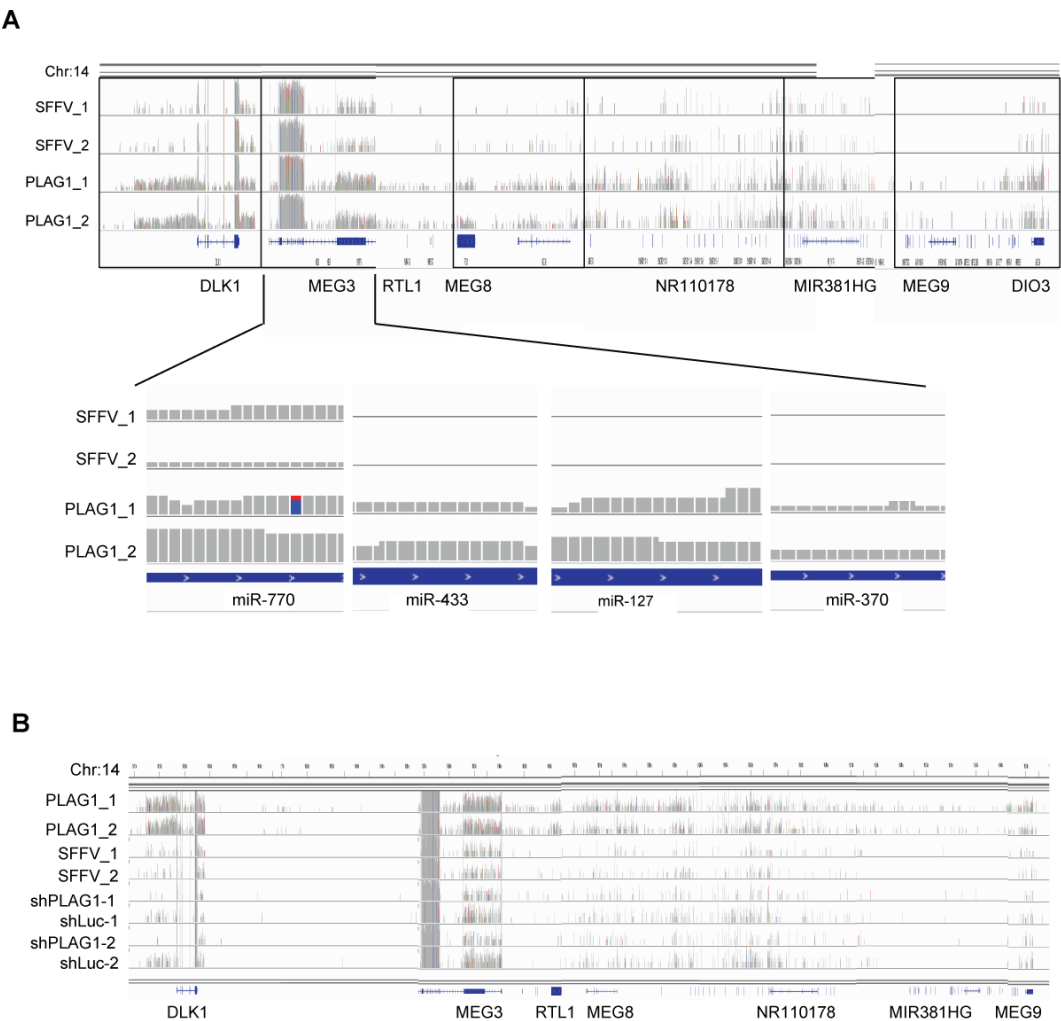 A
Chr:14
SFFV_1
SFFV_2
PLAG1_1
PLAG1_2
DLK1 MEG3 RTL1 MEG8 NR110178 MIR381HG MEG9 DIO3
SFFV_1
SFFV_2
PLAG1_1
PLAG1_2
miR-770 miR-433 miR-127 miR-370
B
Chr:14
PLAG1_1
PLAG1_2
SFFV_1
SFFV_2
shPLAG1-1
shLuc-1
shPLAG1-2
shLuc-2
DLK1 MEG3 RTL1 MEG8 NR110178 MIR381HG MEG9